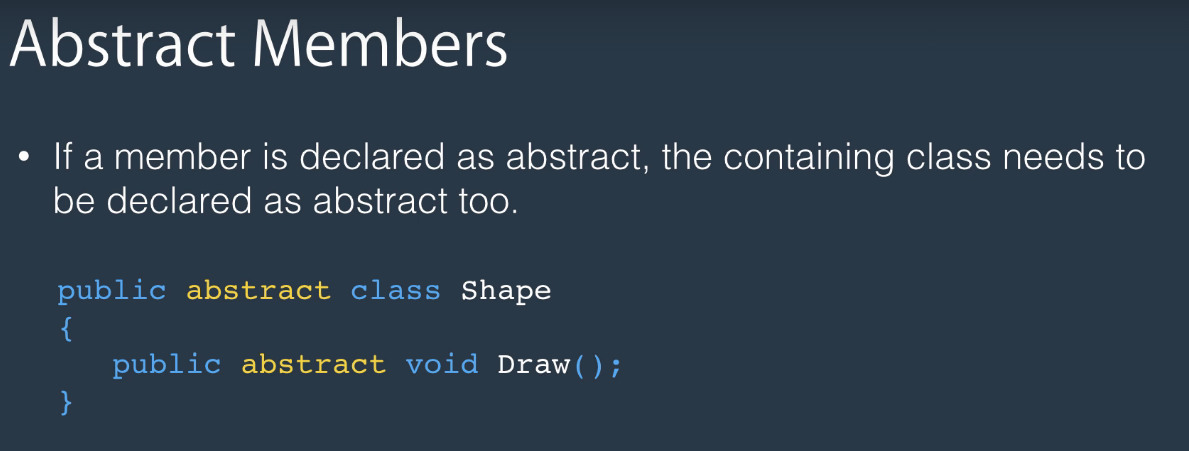 Abstract Members
• If a member is declared as abstract, the containing class needs to
be declared as abstract too.
public abstract class Shape
{
public abstract void Draw();
}